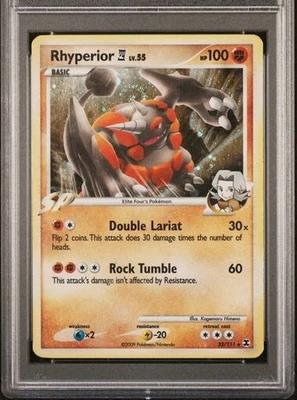 Rhyperior 4 LV.55 HP 100
BASIC
SP
Elite Four's Pokémon
Double Lariat 30x
Flip 2 coins. This attack does 30 damage times the number of
heads.
Rock Tumble 60
This attack's damage isn't affected by Resistance.
Illus. Kagemaru Himeno
weakness resistance retreat cost
×2 -20
©2009 Pokémon/Nintendo